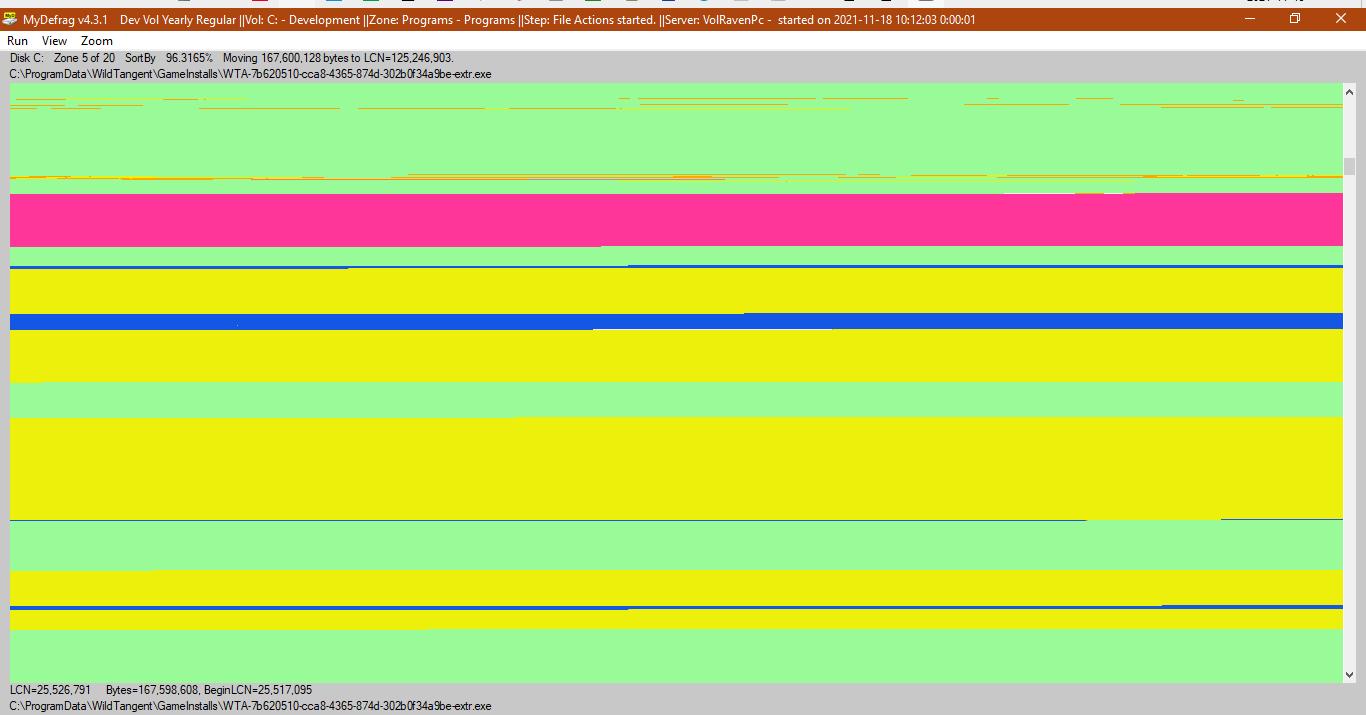 MyDefrag v4.3.1 Dev Vol Yearly Regular ||Vol: C: - Development ||Zone: Programs - Programs ||Step: File Actions started. ||Server: VolRavenPc - started on 2021-11-18 10:12:03 0:00:01
Run View Zoom
Disk C: Zone 5 of 20 SortBy 96.3165% Moving 167,600,128 bytes to LCN=125,246,903.
C:\ProgramData\WildTangent\GameInstalls\WTA-7b620510-cca8-4365-874d-302b0f34a9be-extr.exe
LCN=25,526,791 Bytes=167,598,608, BeginLCN=25,517,095
C:\ProgramData\WildTangent\GameInstalls\WTA-7b620510-cca8-4365-874d-302b0f34a9be-extr.exe